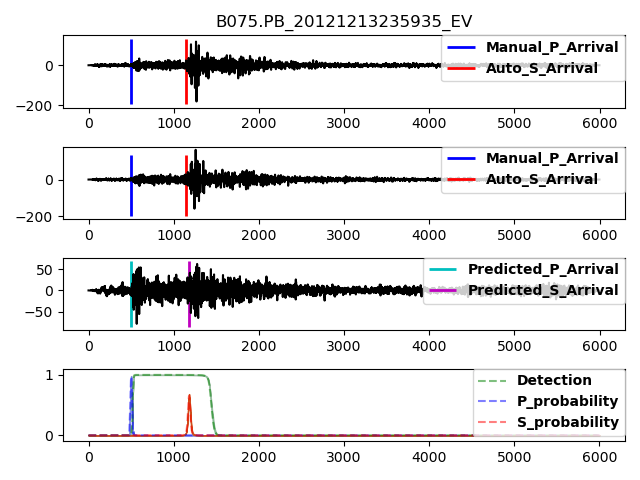 B075.PB_20121213235935_EV
0
−200
Manual_P_Arrival
Auto_S_Arrival
0 1000 2000 3000 4000 5000 6000
0
−200
Manual_P_Arrival
Auto_S_Arrival
0 1000 2000 3000 4000 5000 6000
50
0
−50
Predicted_P_Arrival
Predicted_S_Arrival
0 1000 2000 3000 4000 5000 6000
1
0
Detection
P_probability
S_probability
0 1000 2000 3000 4000 5000 6000